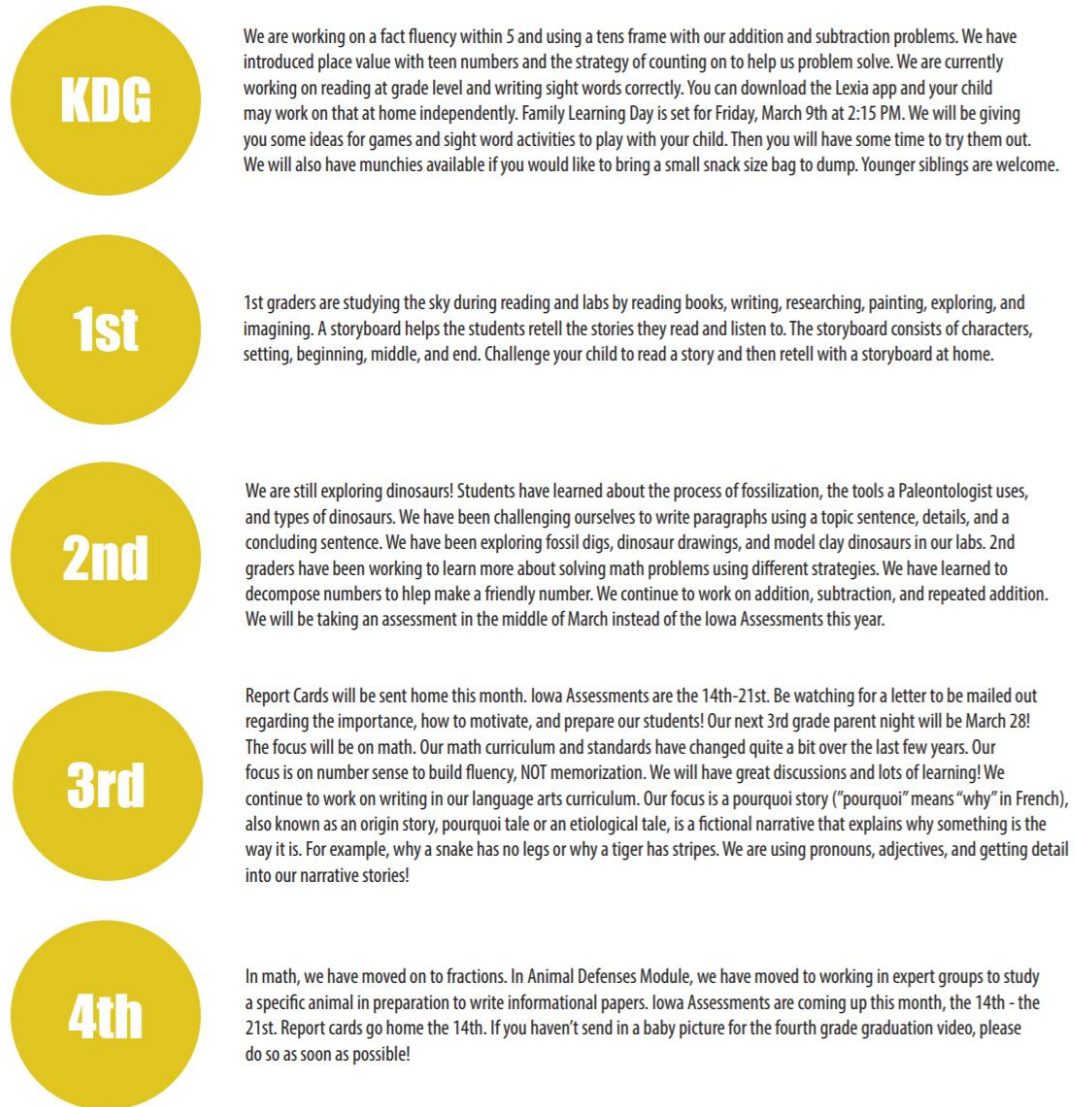 KDG
We are working on a fact fluency within 5 and using a tens frame with our addition and subtraction problems. We have
introduced place value with teen numbers and the strategy of counting on to help us problem solve. We are currently
working on reading at grade level and writing sight words correctly. You can download the Lexia app and your child
may work on that at home independently. Family Learning Day is set for Friday, March 9th at 2:15 PM. We will be giving
you some ideas for games and sight word activities to play with your child. Then you will have some time to try them out.
We will also have munchies available if you would like to bring a small snack size bag to dump. Younger siblings are welcome.
1st
1st graders are studying the sky during reading and labs by reading books, writing, researching, painting, exploring, and
imagining. A storyboard helps the students retell the stories they read and listen to. The storyboard consists of characters,
setting, beginning, middle, and end. Challenge your child to read a story and then retell with a storyboard at home.
2nd
We are still exploring dinosaurs! Students have learned about the process of fossilization, the tools a Paleontologist uses,
and types of dinosaurs. We have been challenging ourselves to write paragraphs using a topic sentence, details, and a
concluding sentence. We have been exploring fossil digs, dinosaur drawings, and model clay dinosaurs in our labs. 2nd
graders have been working to learn more about solving math problems using different strategies. We have learned to
decompose numbers to hlep make a friendly number. We continue to work on addition, subtraction, and repeated addition.
We will be taking an assessment in the middle of March instead of the Iowa Assessments this year.
3rd
Report Cards will be sent home this month. Iowa Assessments are the 14th-21st. Be watching for a letter to be mailed out
regarding the importance, how to motivate, and prepare our students! Our next 3rd grade parent night will be March 28!
The focus will be on math. Our math curriculum and standards have changed quite a bit over the last few years. Our
focus is on number sense to build fluency, NOT memorization. We will have great discussions and lots of learning! We
continue to work on writing in our language arts curriculum. Our focus is a pourquoi story ("pourquoi" means "why" in French),
also known as an origin story, pourquoi tale or an etiological tale, is a fictional narrative that explains why something is the
way it is. For example, why a snake has no legs or why a tiger has stripes. We are using pronouns, adjectives, and getting detail
into our narrative stories!
4th
In math, we have moved on to fractions. In Animal Defenses Module, we have moved to working in expert groups to study
a specific animal in preparation to write informational papers. Iowa Assessments are coming up this month, the 14th - the
21st. Report cards go home the 14th. If you haven't send in a baby picture for the fourth grade graduation video, please
do so as soon as possible!